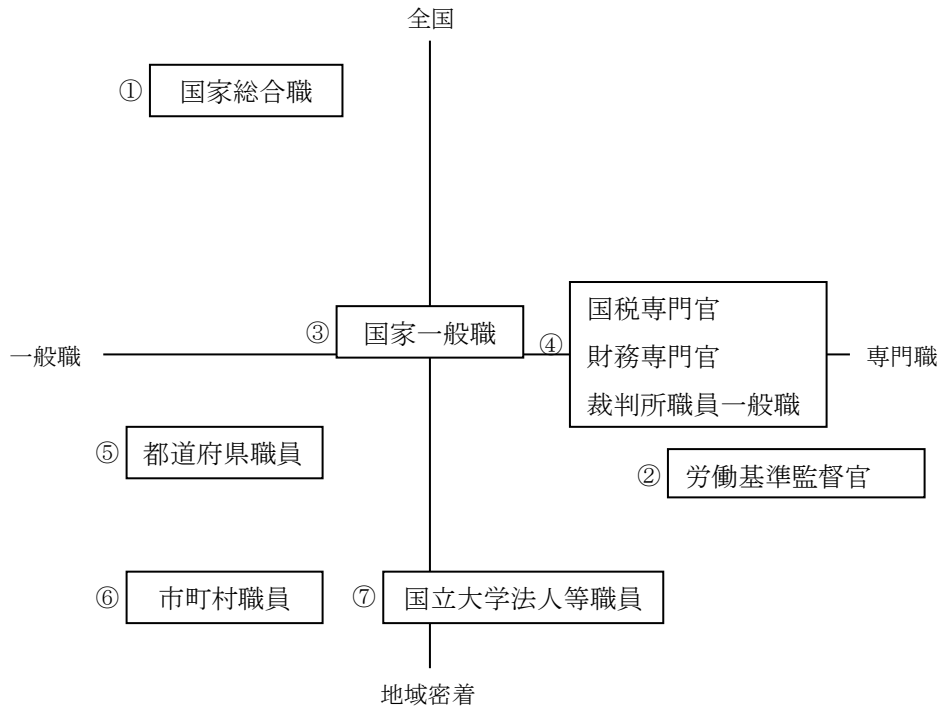 全国
① 国家総合職
③ 国家一般職
④ 国税専門官
財務専門官
裁判所職員一般職
一般職
専門職
⑤ 都道府県職員
② 労働基準監督官
⑥ 市町村職員
⑦ 国立大学法人等職員
地域密着